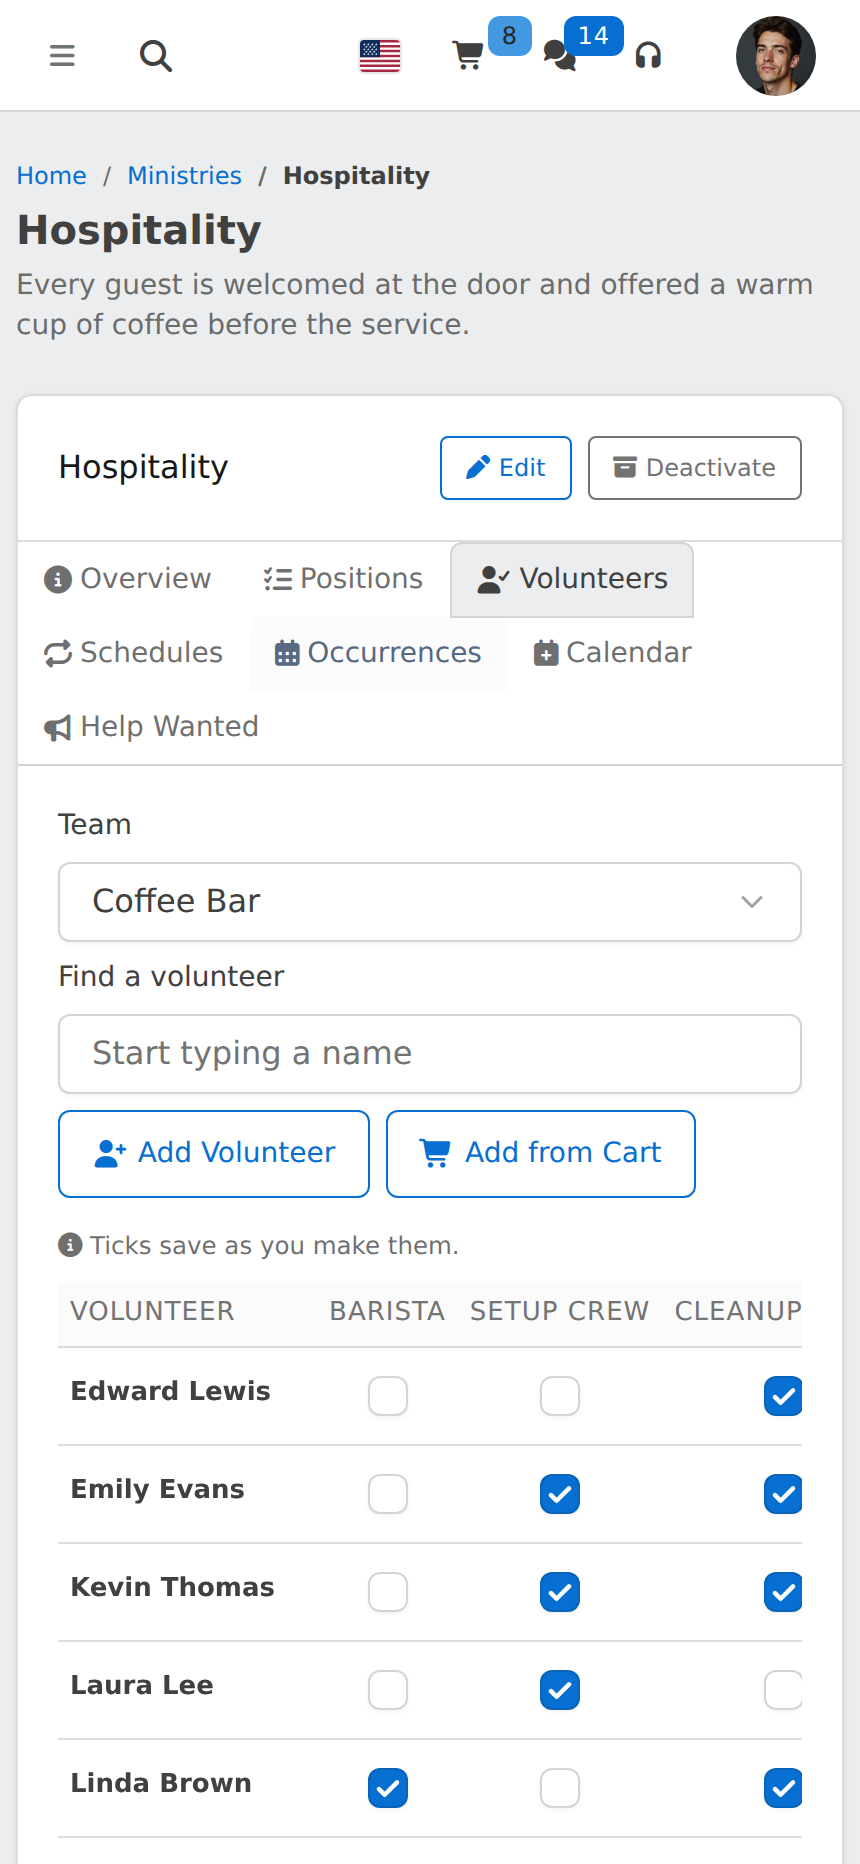 8
14
Home / Ministries / Hospitality
Hospitality
Every guest is welcomed at the door and offered a warm
cup of coffee before the service.
Hospitality
Edit
Deactivate
Overview
Positions
Volunteers
Schedules
Occurrences
Calendar
Help Wanted
Team
Coffee Bar
Find a volunteer
Start typing a name
Add Volunteer
Add from Cart
Ticks save as you make them.
VOLUNTEER BARISTA SETUP CREW CLEANUP
Edward Lewis
Emily Evans
Kevin Thomas
Laura Lee
Linda Brown